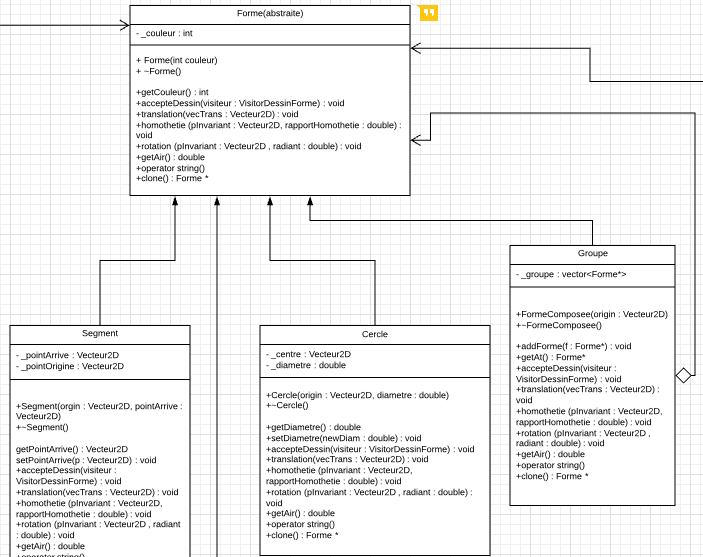 Forme(abstraite)
- _couleur : int
+ Forme(int couleur)
+ ~Forme()
+getCouleur() : int
+accepteDessin(visiteur : VisitorDessinForme) : void
+translation(vecTrans : Vecteur2D) : void
+homothetie (pInvariant : Vecteur2D, rapportHomothetie : double) :
void
+rotation (pInvariant : Vecteur2D , radiant : double) : void
+getAir() : double
+operator string()
+clone() : Forme *
Groupe
- _groupe : vector<Forme*>
+FormeComposee(origin : Vecteur2D)
+~FormeComposee()
+addForme(f : Forme*) : void
+getAt() : Forme*
+accepteDessin(visiteur :
VisitorDessinForme) : void
+translation(vecTrans : Vecteur2D) :
void
+homothetie (pInvariant : Vecteur2D,
rapportHomothetie : double) : void
+rotation (pInvariant : Vecteur2D ,
radiant : double) : void
+getAir() : double
+operator string()
+clone() : Forme *
Segment
- _pointArrive : Vecteur2D
- _pointOrigine : Vecteur2D
+Segment(orgin : Vecteur2D, pointArrive :
Vecteur2D)
+~Segment()
getPointArrive() : Vecteur2D
setPointArrive(p : Vecteur2D) : void
+accepteDessin(visiteur :
VisitorDessinForme) : void
+translation(vecTrans : Vecteur2D) : void
+homothetie (pInvariant : Vecteur2D,
rapportHomothetie : double) : void
+rotation (pInvariant : Vecteur2D , radiant
: double) : void
+getAir() : double
+operator string()
Cercle
- _centre : Vecteur2D
- _diametre : double
+Cercle(origin : Vecteur2D, diametre : double)
+~Cercle()
+getDiametre() : double
+setDiametre(newDiam : double) : void
+accepteDessin(visiteur : VisitorDessinForme) : void
+translation(vecTrans : Vecteur2D) : void
+homothetie (pInvariant : Vecteur2D,
rapportHomothetie : double) : void
+rotation (pInvariant : Vecteur2D , radiant : double) :
void
+getAir() : double
+operator string()
+clone() : Forme *